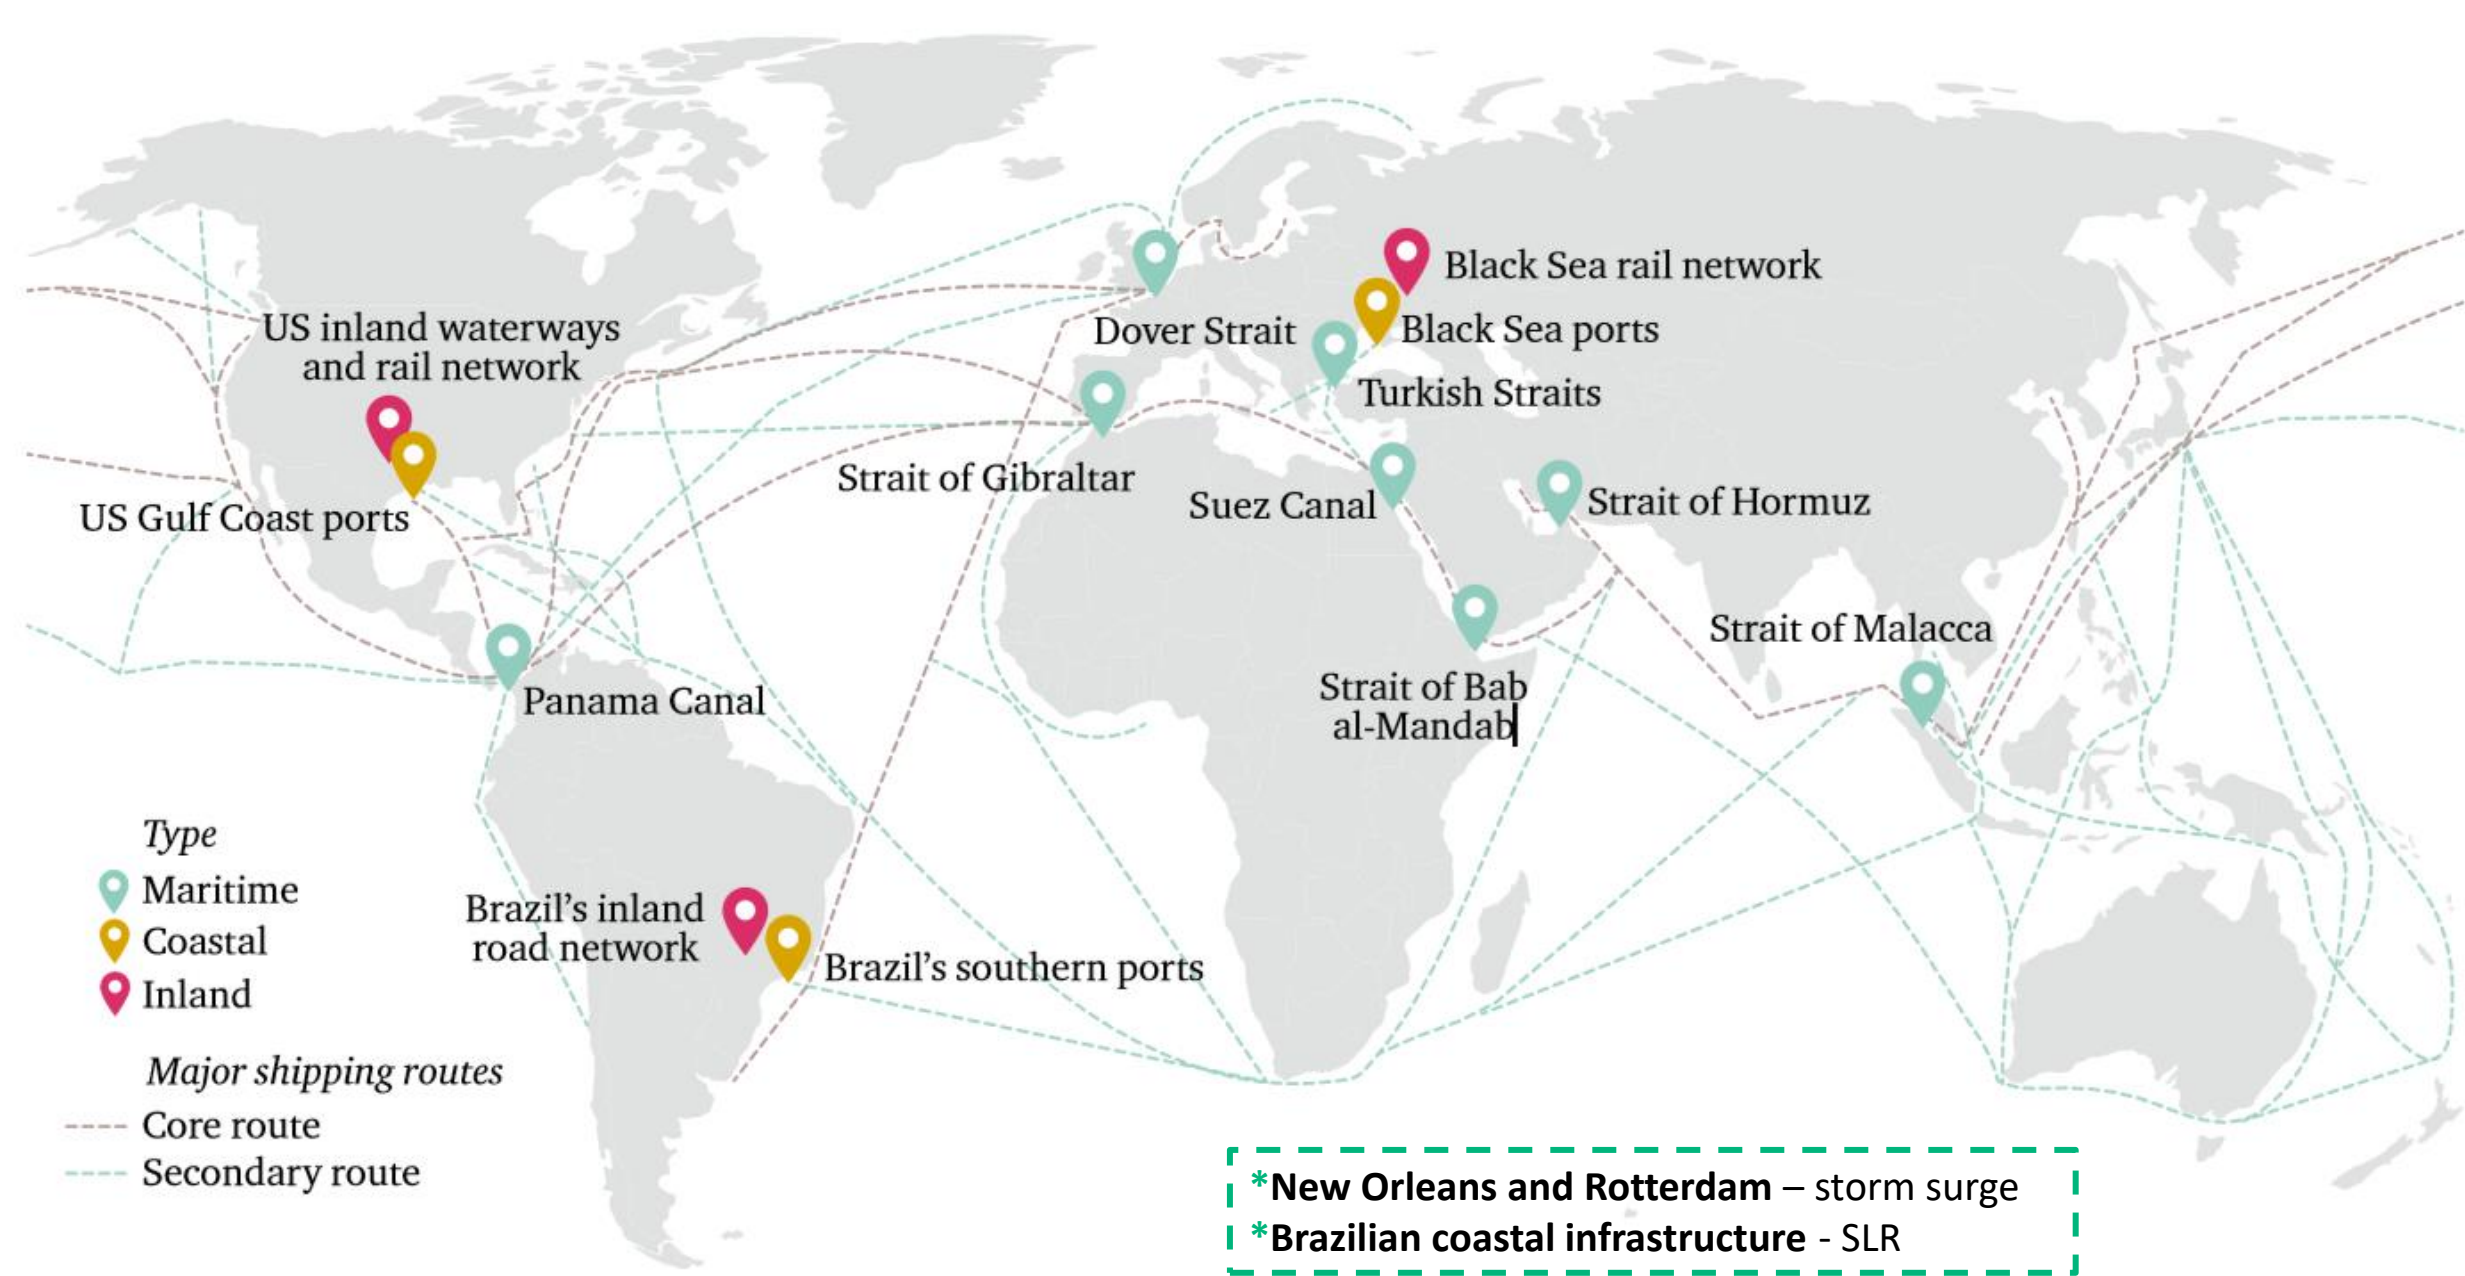 Black Sea rail network
US inland waterways
and rail network
Dover Strait
Black Sea ports
Turkish Straits
Strait of Gibraltar
Suez Canal
Strait of Hormuz
US Gulf Coast ports
Strait of Malacca
Strait of Bab
al-Mandab
Panama Canal
Type
Maritime
Coastal
Inland
Brazil's inland
road network
Brazil's southern ports
Major shipping routes
Core route
Secondary route
*New Orleans and Rotterdam – storm surge
*Brazilian coastal infrastructure - SLR